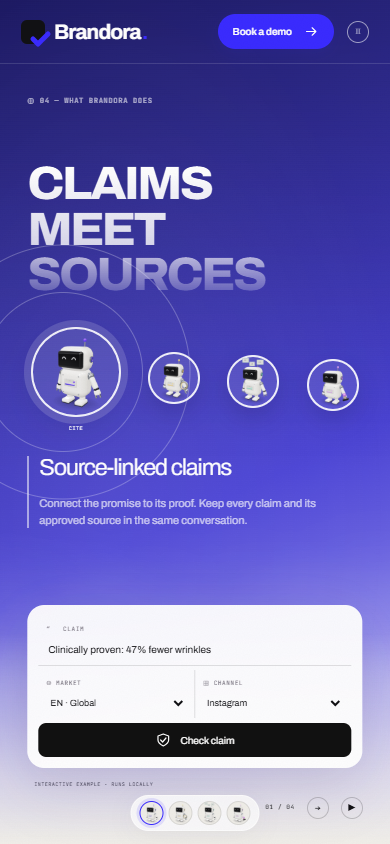 Brandora.
Book a demo
04 — WHAT BRANDORA DOES
CLAIMS
MEET
SOURCES
CITE
Source-linked claims
Connect the promise to its proof. Keep every claim and its
approved source in the same conversation.
CLAIM
Clinically proven: 47% fewer wrinkles
MARKET
CHANNEL
EN · Global
Instagram
Check claim
INTERACTIVE EXAMPLE · RUNS LOCALLY
01 / 04